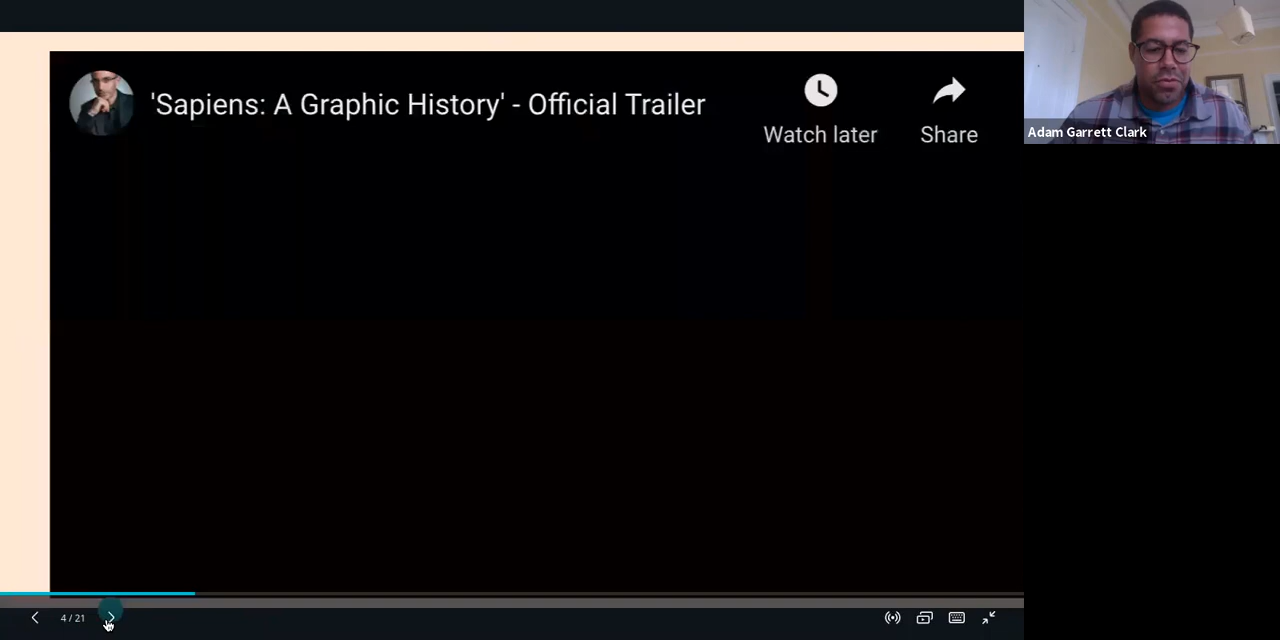 'Sapiens: A Graphic History' - Official Trailer
Watch later
Share
Adam Garrett Clark
4 / 21